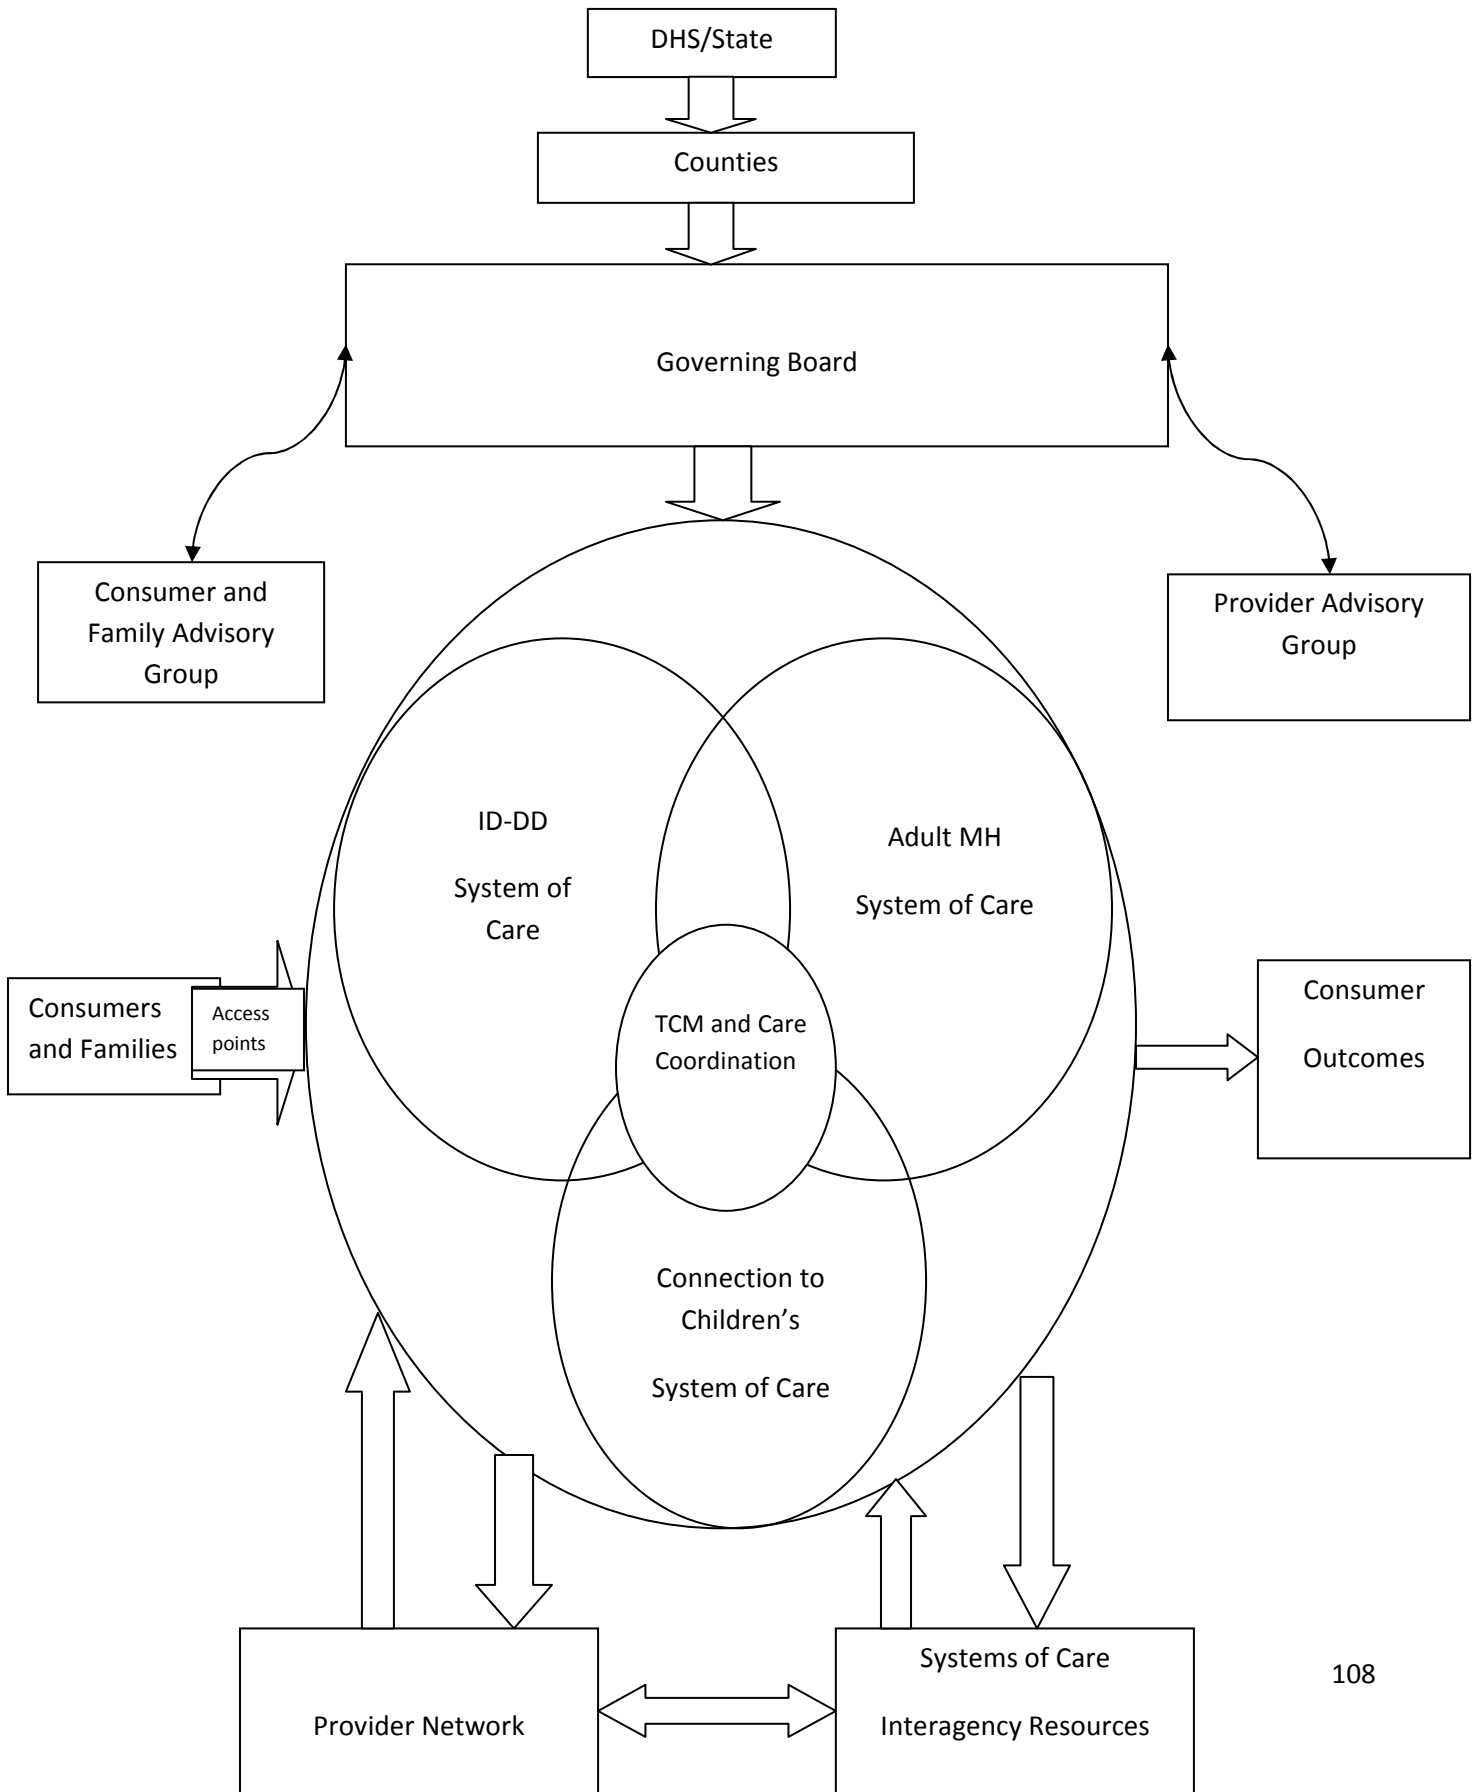 DHS/State
Counties
Governing Board
Consumer and
Family Advisory
Group
Provider Advisory
Group
ID-DD
System of
Care
Adult MH
System of Care
Consumers
and Families
Access
points
TCM and Care
Coordination
Consumer
Outcomes
Connection to
Children’s
System of Care
Provider Network
Systems of Care
Interagency Resources
108